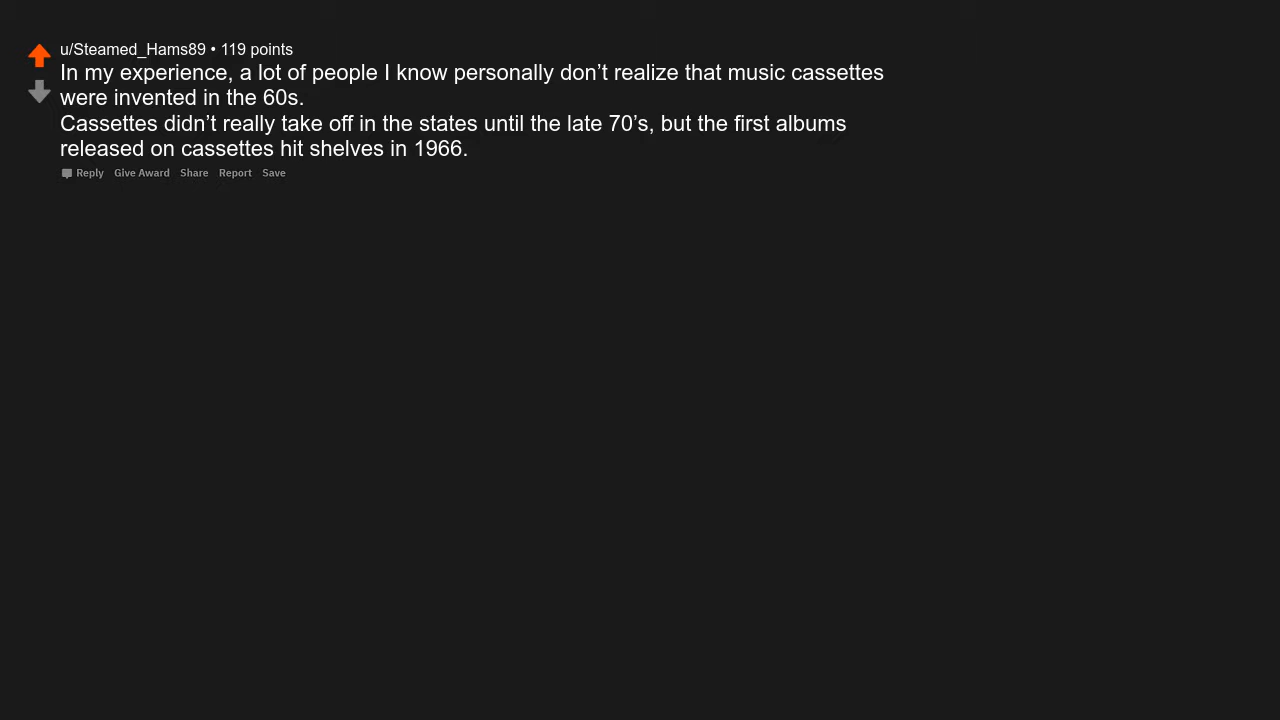 u/Steamed_Hams89 • 119 points
In my experience, a lot of people I know personally don’t realize that music cassettes
were invented in the 60s.
Cassettes didn’t really take off in the states until the late 70’s, but the first albums
released on cassettes hit shelves in 1966.
Reply Give Award Share Report Save